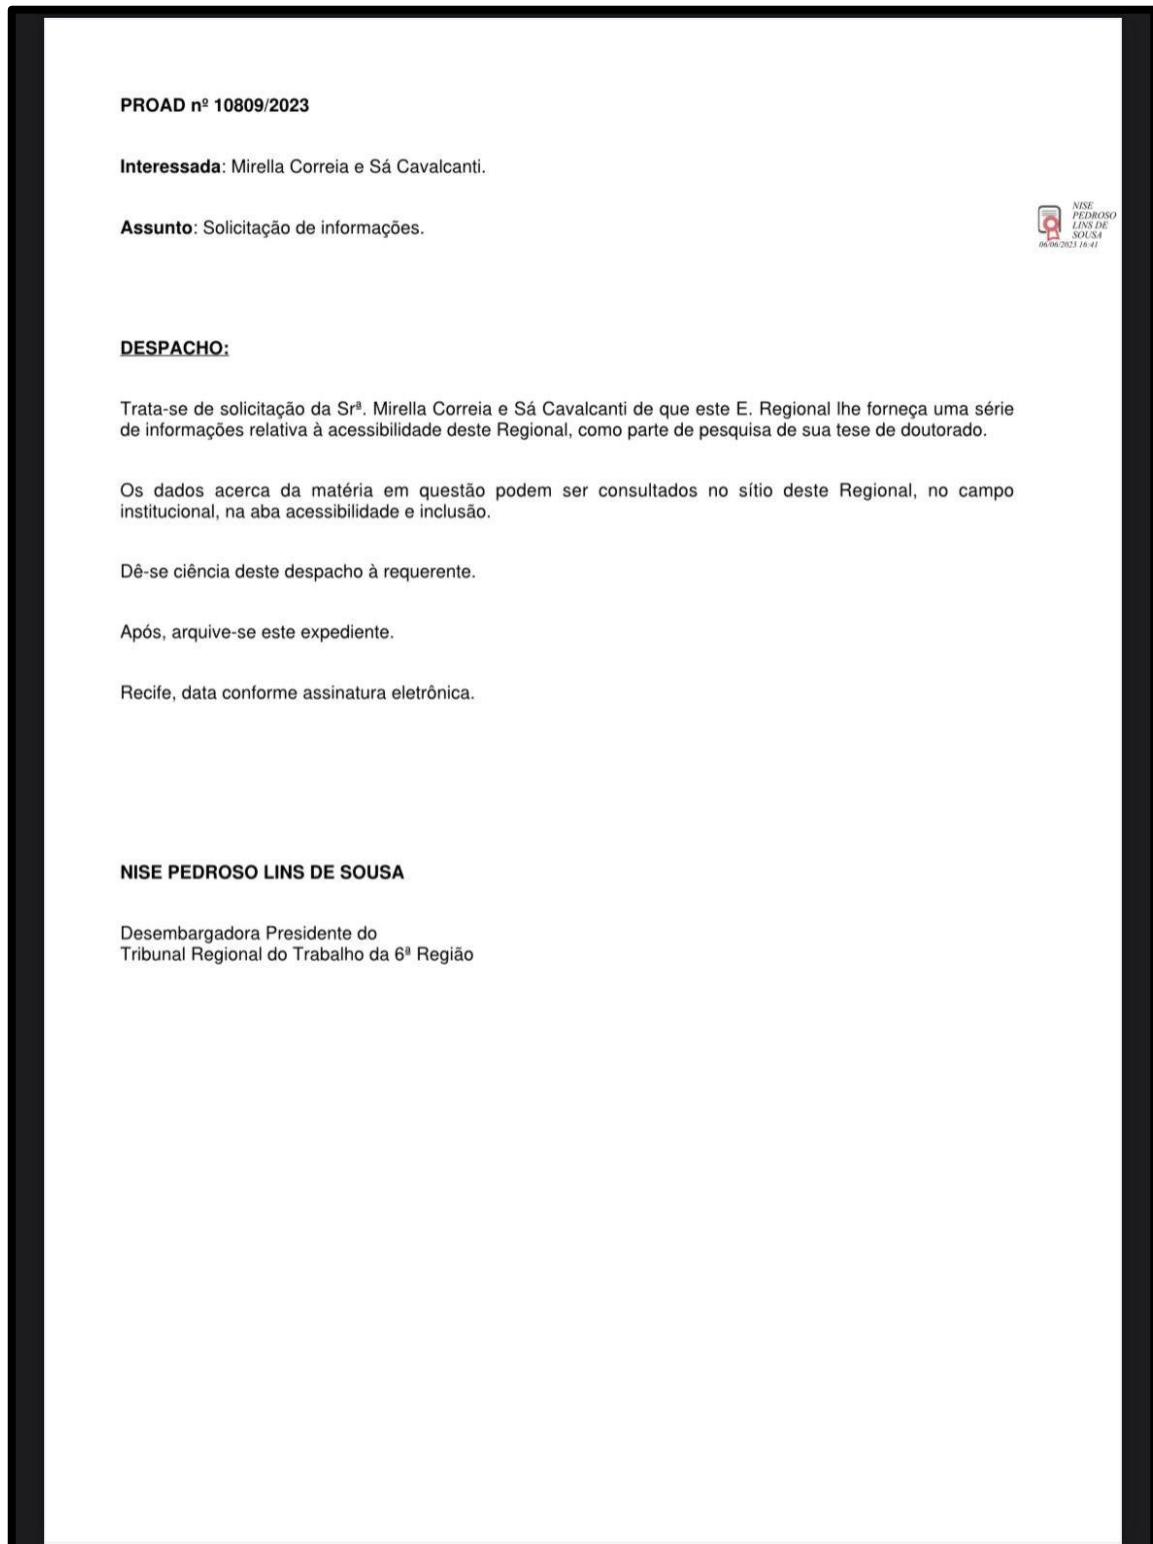 PROAD nº 10809/2023
Interessada: Mirella Correia e Sá Cavalcanti.
Assunto: Solicitação de informações.
NISE
PEDROSO
LINS DE
SOUSA
06/06/2023 16:41
DESPACHO:
Trata-se de solicitação da Srª. Mirella Correia e Sá Cavalcanti de que este E. Regional lhe forneça uma série
de informações relativa à acessibilidade deste Regional, como parte de pesquisa de sua tese de doutorado.
Os dados acerca da matéria em questão podem ser consultados no sítio deste Regional, no campo
institucional, na aba acessibilidade e inclusão.
Dê-se ciência deste despacho à requerente.
Após, arquive-se este expediente.
Recife, data conforme assinatura eletrônica.
NISE PEDROSO LINS DE SOUSA
Desembargadora Presidente do
Tribunal Regional do Trabalho da 6ª Região